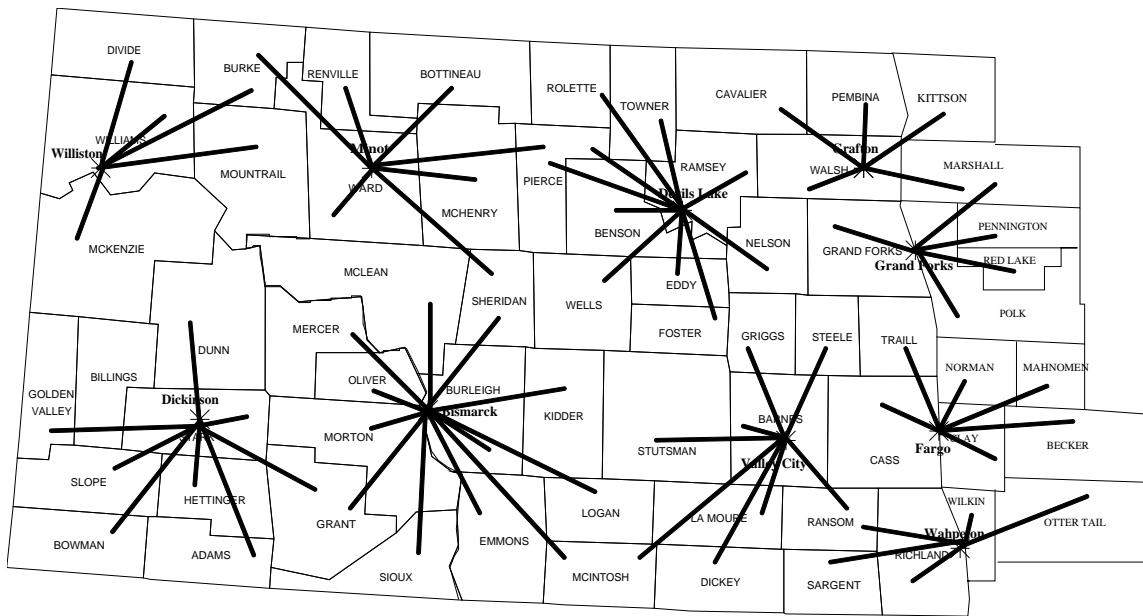 DIVIDE
BURKE
RENVILLE
BOTTINEAU
ROLETTE
TOWNER
CAVALIER
PEMBINA
KITTSON
WILLIAMS
Williston
MOUNTRAIL
Minot
WARD
MCHENRY
PIERCE
RAMSEY
Devils Lake
BENSON
Grafton
WALSH
MARSHALL
PENNINGTON
NELSON
GRAND FORKS
Grand Forks
RED LAKE
MCKENZIE
MCLEAN
SHERIDAN
WELLS
EDDY
FOSTER
POLK
DUNN
MERCER
GRIGGS
STEELE
TRAILL
NORMAN
MAHNOMEN
GOLDEN
VALLEY
BILLINGS
OLIVER
BURLEIGH
KIDDER
Dickinson
STARK
Bismarck
MORTON
STUTSMAN
BARNES
Valley City
CASS
CLAY
Fargo
BECKER
SLOPE
HETTINGER
GRANT
LOGAN
LA MOURE
RANSOM
WILKIN
OTTER TAIL
Wahpeton
RICHLAND
BOWMAN
ADAMS
SIOUX
EMMONS
MCINTOSH
DICKEY
SARGENT